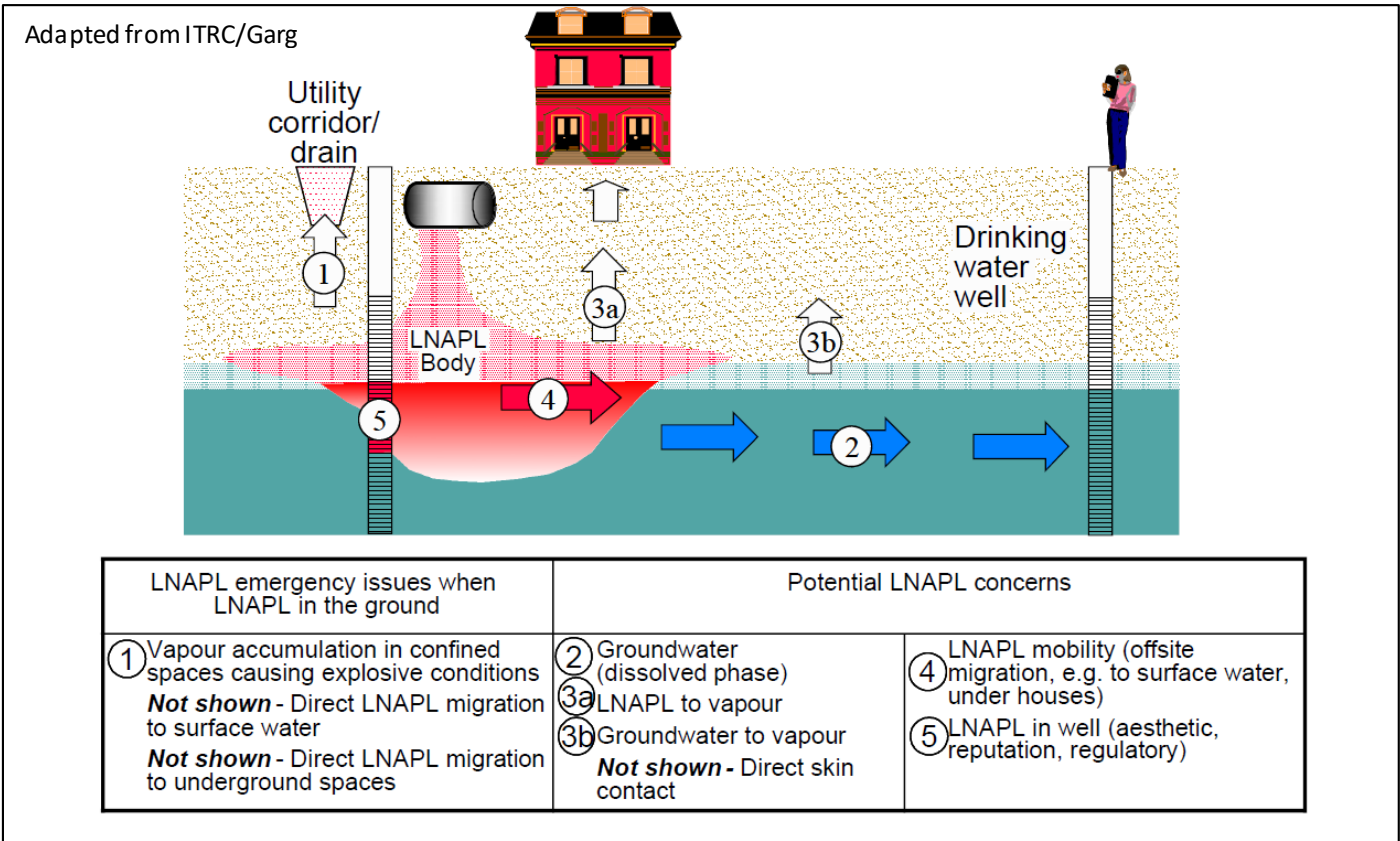 Adapted from ITRC/Garg
Utility
corridor/
drain
1
3a
Drinking
water
well
3b
LNAPL
Body
4
5
2
LNAPL emergency issues when
LNAPL in the ground
Potential LNAPL concerns
1 Vapour accumulation in confined
spaces causing explosive conditions
Not shown - Direct LNAPL migration
to surface water
Not shown - Direct LNAPL migration
to underground spaces
2 Groundwater
(dissolved phase)
3a LNAPL to vapour
3b Groundwater to vapour
Not shown - Direct skin
contact
4 LNAPL mobility (offsite
migration, e.g. to surface water,
under houses)
5 LNAPL in well (aesthetic,
reputation, regulatory)